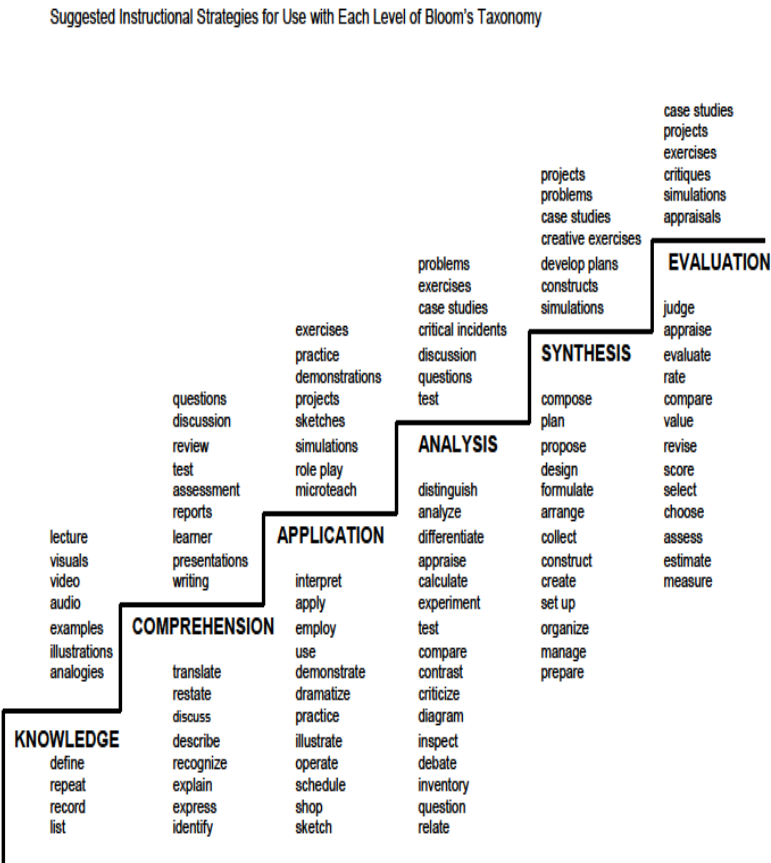 Suggested Instructional Strategies for Use with Each Level of Bloom's Taxonomy
lecture
visuals
video
audio
examples
illustrations
analogies
KNOWLEDGE
define
repeat
record
list
questions
discussion
review
test
assessment
reports
learner
presentations
writing
COMPREHENSION
translate
restate
discuss
describe
recognize
explain
express
identify
exercises
practice
demonstrations
projects
sketches
simulations
role play
microteach
APPLICATION
interpret
apply
employ
use
demonstrate
dramatize
practice
illustrate
operate
schedule
shop
sketch
problems
exercises
case studies
critical incidents
discussion
questions
test
ANALYSIS
distinguish
analyze
differentiate
appraise
calculate
experiment
test
compare
contrast
criticize
diagram
inspect
debate
inventory
question
relate
projects
problems
case studies
creative exercises
develop plans
constructs
simulations
SYNTHESIS
compose
plan
propose
design
formulate
arrange
collect
construct
create
set up
organize
manage
prepare
case studies
projects
exercises
critiques
simulations
appraisals
EVALUATION
judge
appraise
evaluate
rate
compare
value
revise
score
select
choose
assess
estimate
measure